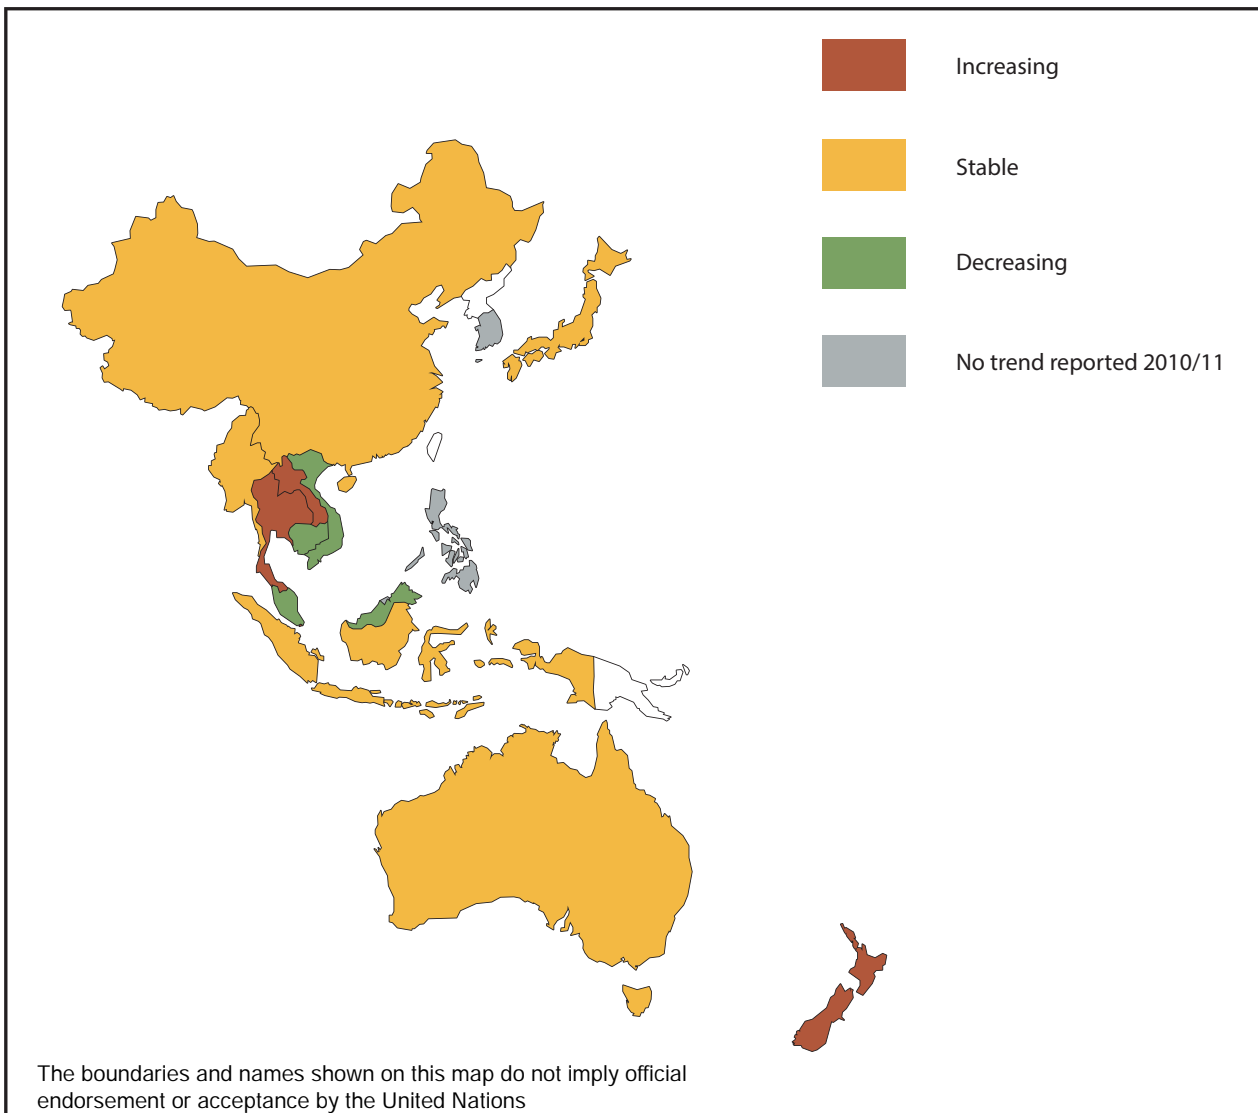 Increasing
Stable
Decreasing
No trend reported 2010/11
The boundaries and names shown on this map do not imply official
endorsement or acceptance by the United Nations